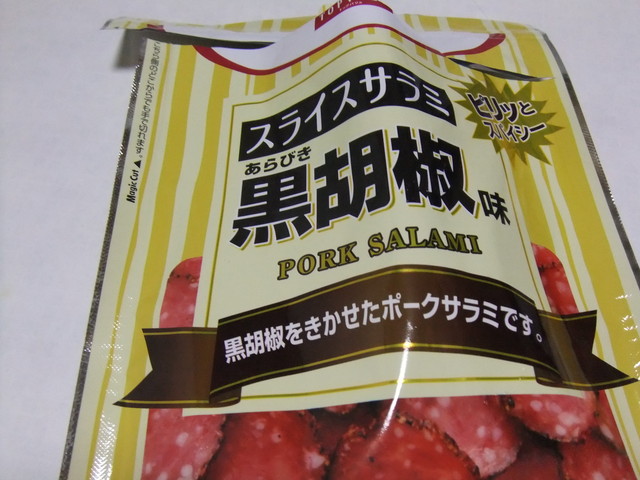 TOPV
スライスサラミ
ピリッと
スパイシー
あらびき
黒胡椒味
PORK SALAMI
黒胡椒をきかせたポークサラミです。
Magic Cut ▲